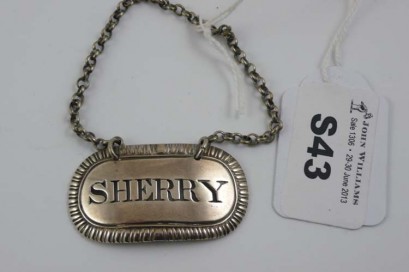 SHERRY
JOHN WILLIAMS
Sale 1306 • 29-30 June 2013
S43